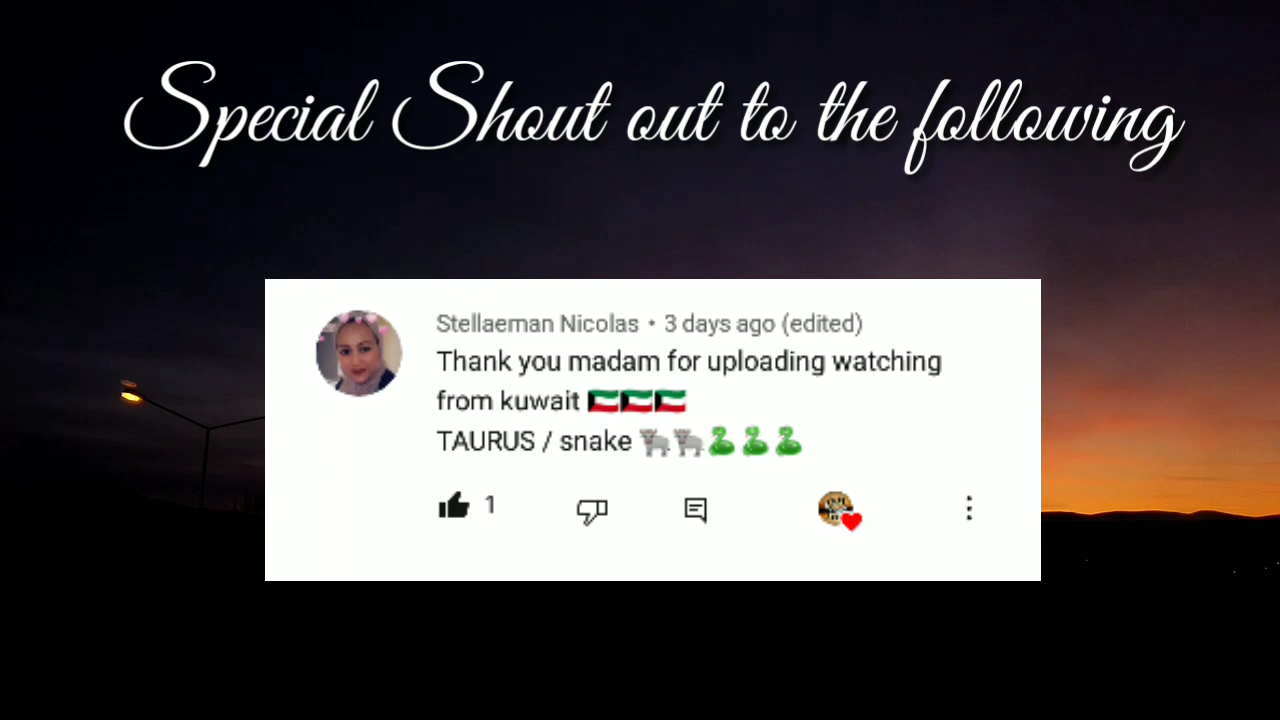 Special Shout out to the following
Stellaeman Nicolas • 3 days ago (edited)
Thank you madam for uploading watching
from kuwait 🇰🇼🇰🇼🇰🇼
TAURUS / snake 🐏🐏🐍🐍🐍
1